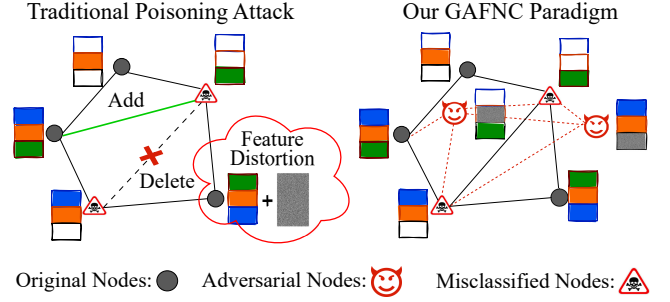 Traditional Poisoning Attack
Our GAFNC Paradigm
Add
Delete
Feature
Distortion
+
Original Nodes:
Adversarial Nodes:
Misclassified Nodes: